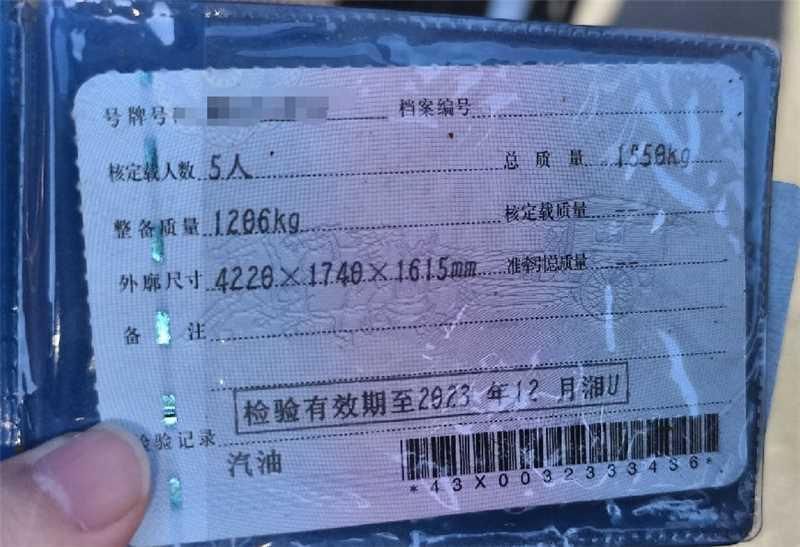 号牌号 档案编号
核定载人数 5人 总质量 1550kg
整备质量 1206kg 核定载质量 --
外廓尺寸 4220×1740×1615mm 准牵引总质量 --
备注
检验有效期至2023年12月湘U
检验记录
汽油
*43X0032333436*